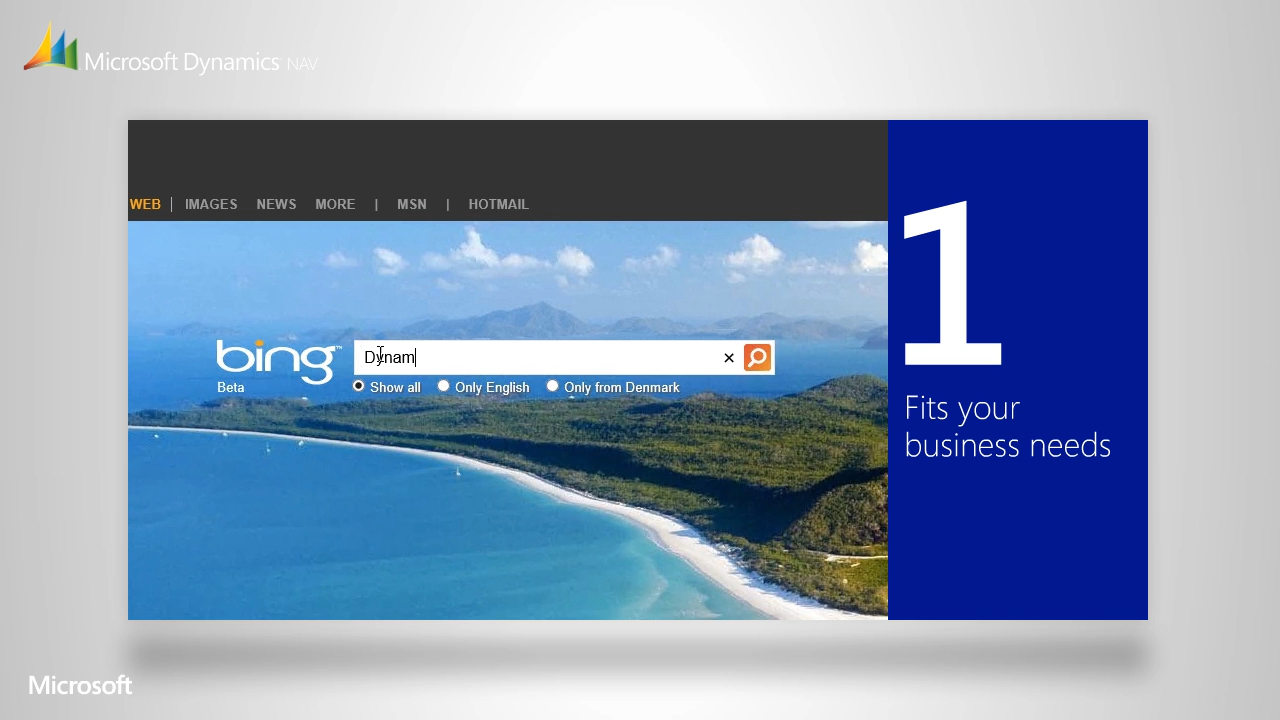 Microsoft Dynamics NAV
WEB | IMAGES NEWS MORE | MSN | HOTMAIL
bing™
Beta
Dynam
Show all Only English Only from Denmark
1
Fits your
business needs
Microsoft